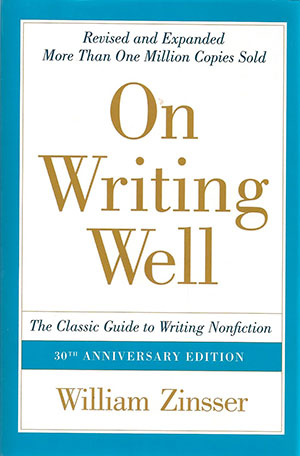 Revised and Expanded
More Than One Million Copies Sold
On
Writing
Well
The Classic Guide to Writing Nonfiction
30TH ANNIVERSARY EDITION
William Zinsser